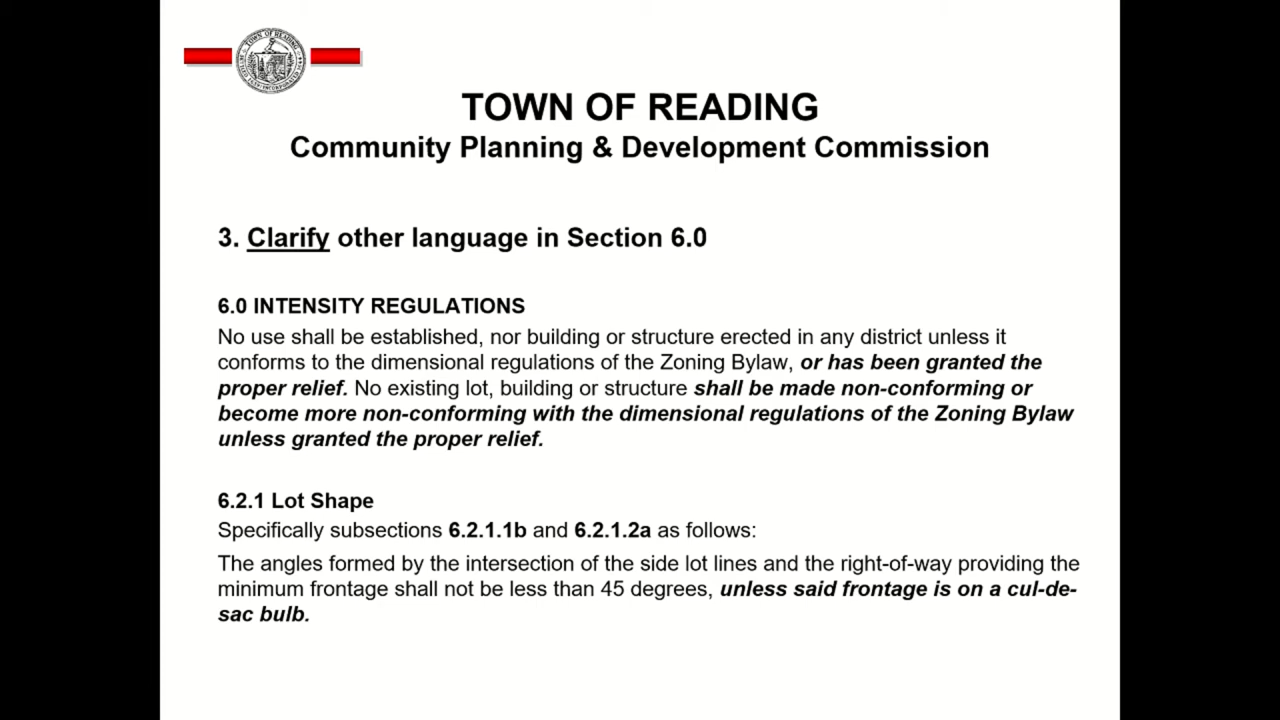 TOWN OF READING
TOWN OF READING
Community Planning & Development Commission
3. Clarify other language in Section 6.0
6.0 INTENSITY REGULATIONS
No use shall be established, nor building or structure erected in any district unless it
conforms to the dimensional regulations of the Zoning Bylaw, or has been granted the
proper relief. No existing lot, building or structure shall be made non-conforming or
become more non-conforming with the dimensional regulations of the Zoning Bylaw
unless granted the proper relief.
6.2.1 Lot Shape
Specifically subsections 6.2.1.1b and 6.2.1.2a as follows:
The angles formed by the intersection of the side lot lines and the right-of-way providing the
minimum frontage shall not be less than 45 degrees, unless said frontage is on a cul-de-
sac bulb.